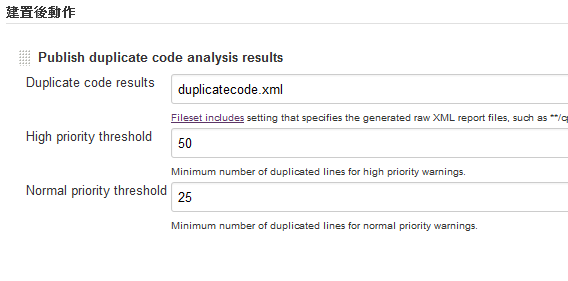 建置後動作
Publish duplicate code analysis results
Duplicate code results
duplicatecode.xml
Fileset includes setting that specifies the generated raw XML report files, such as **/cp
High priority threshold
50
Minimum number of duplicated lines for high priority warnings.
Normal priority threshold
25
Minimum number of duplicated lines for normal priority warnings.